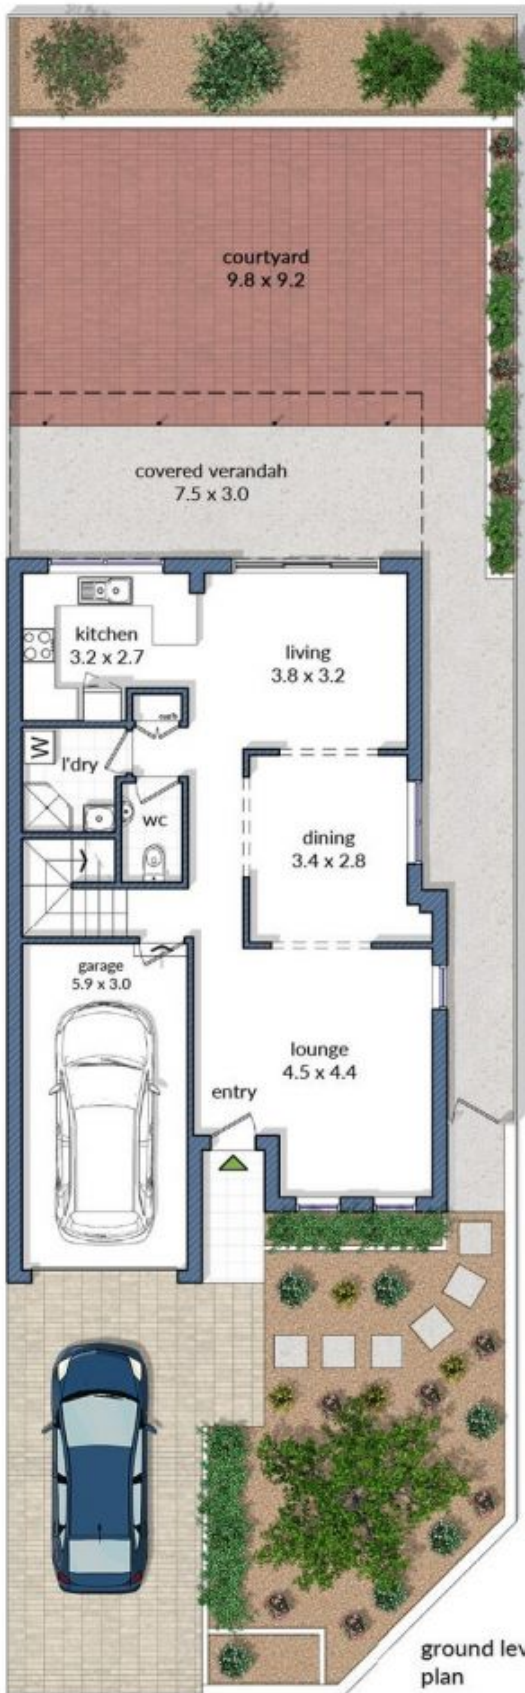 courtyard
9.8 x 9.2
covered verandah
7.5 x 3.0
kitchen
3.2 x 2.7
living
3.8 x 3.2
W
l'dry
wc
dining
3.4 x 2.8
garage
5.9 x 3.0
lounge
4.5 x 4.4
entry
ground lev
plan